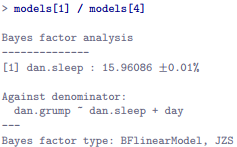 > models[1] / models[4]
Bayes factor analysis
--------------
[1] dan.sleep : 15.96086 ±0.01%
Against denominator:
dan.grump ~ dan.sleep + day
---
Bayes factor type: BFlinearModel, JZS